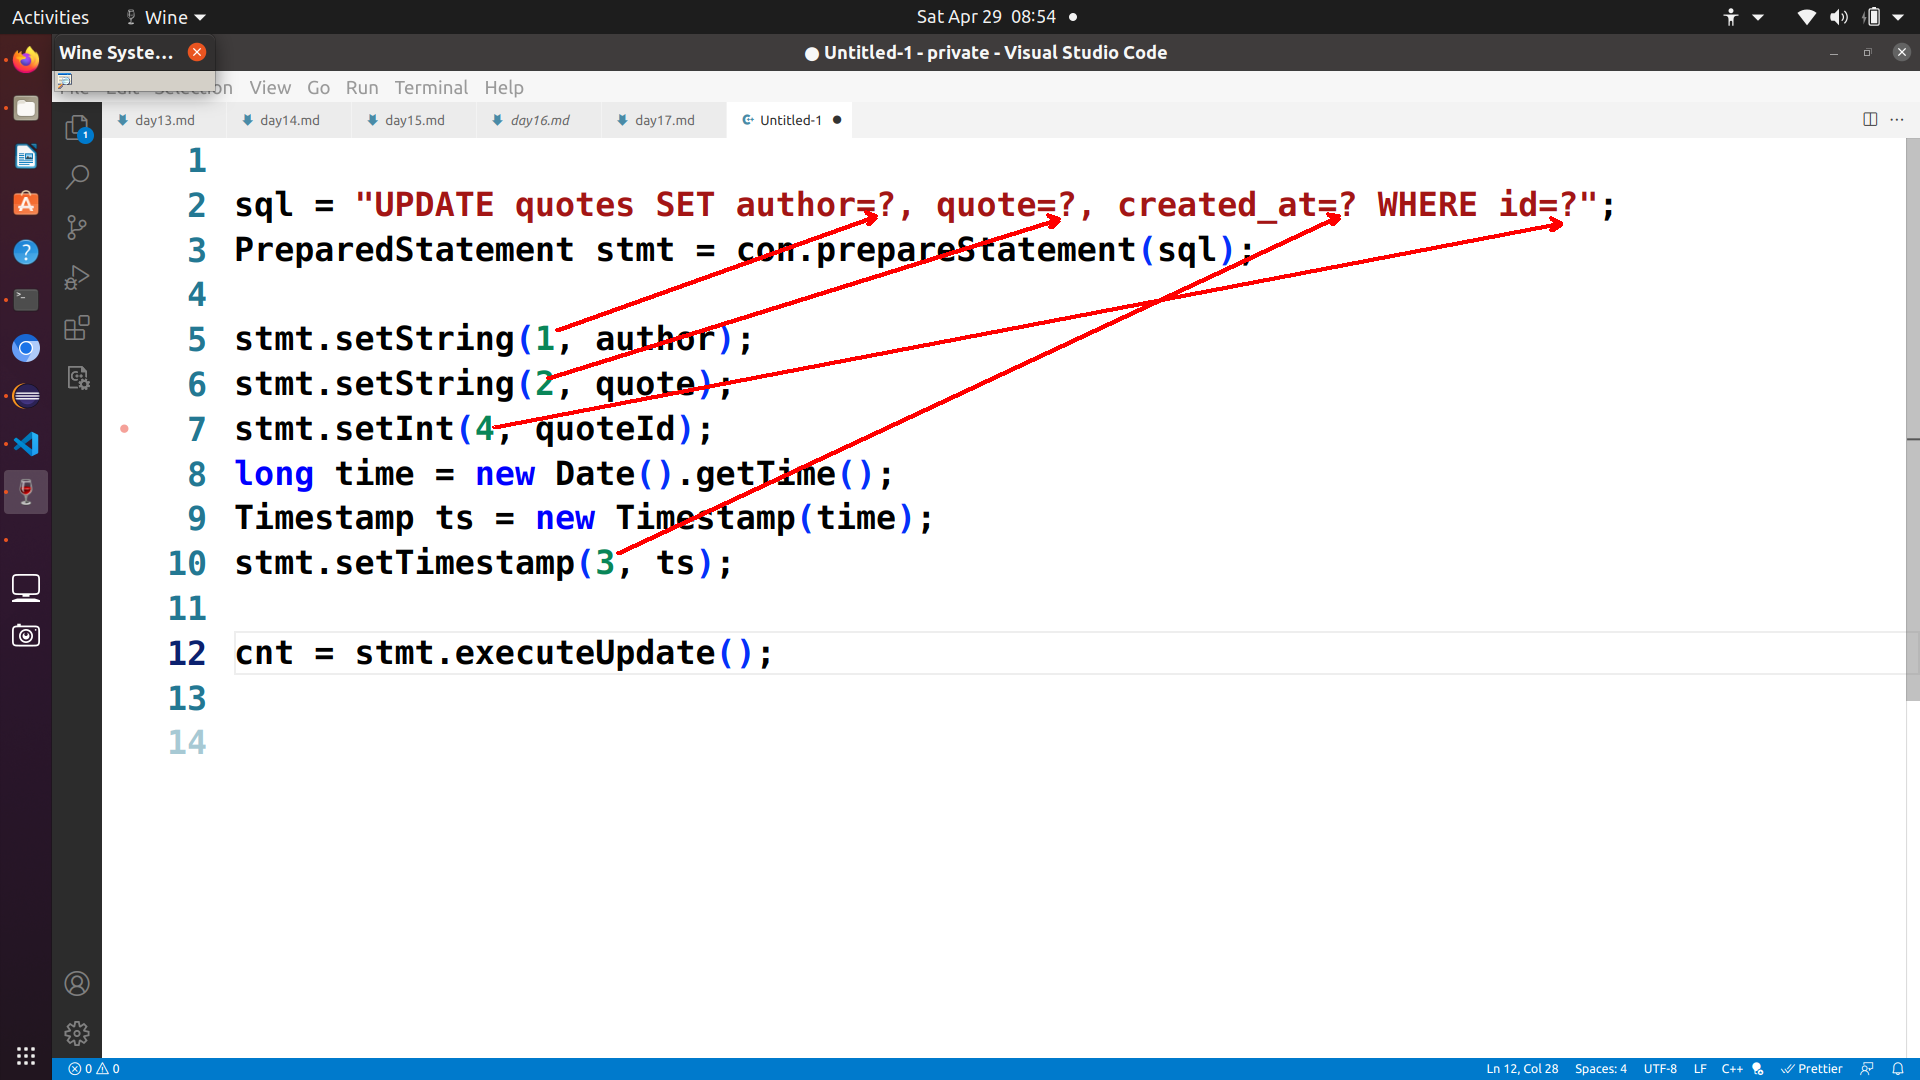 Activities Wine Sat Apr 29 08:54
Wine Syste... Untitled-1 - private - Visual Studio Code
View Go Run Terminal Help
day13.md day14.md day15.md day16.md day17.md Untitled-1
1
2 sql = "UPDATE quotes SET author=?, quote=?, created_at=? WHERE id=?";
3 PreparedStatement stmt = con.prepareStatement(sql);
4
5 stmt.setString(1, author);
6 stmt.setString(2, quote);
7 stmt.setInt(4, quoteId);
8 long time = new Date().getTime();
9 Timestamp ts = new Timestamp(time);
10 stmt.setTimestamp(3, ts);
11
12 cnt = stmt.executeUpdate();
13
14
0 0 Ln 12, Col 28 Spaces: 4 UTF-8 LF C++ Prettier